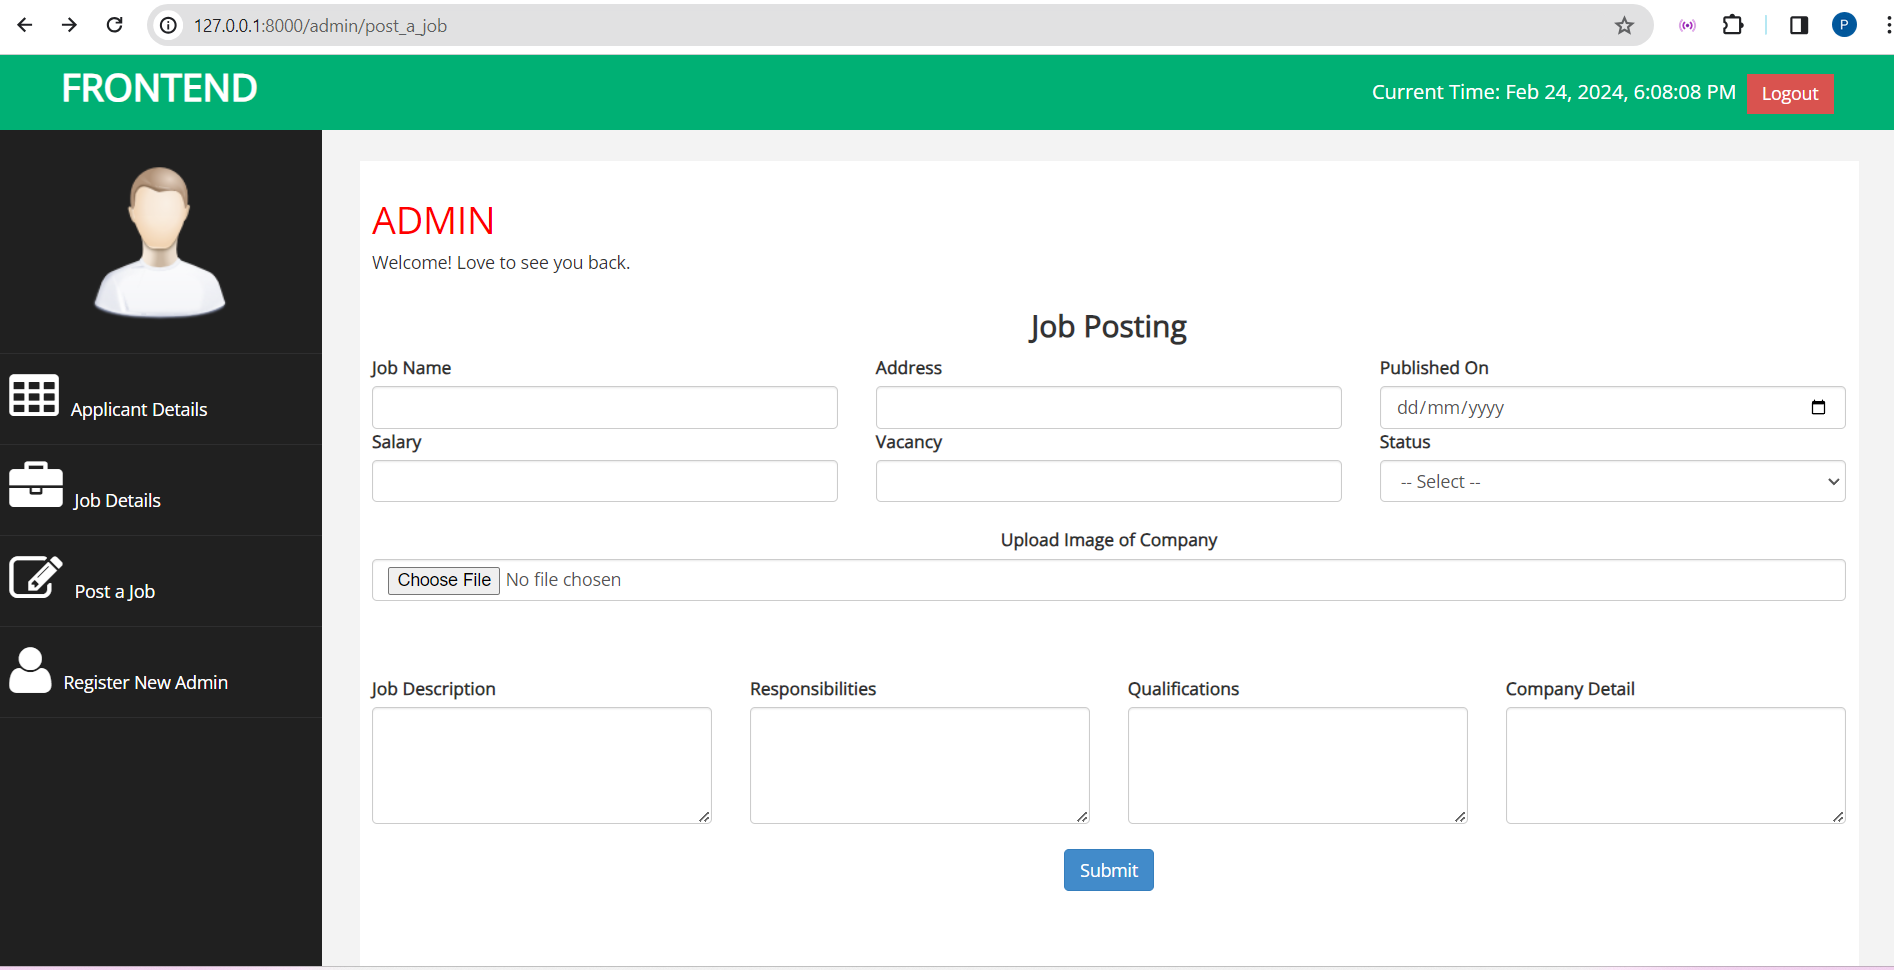 127.0.0.1:8000/admin/post_a_job
P
FRONTEND
Current Time: Feb 24, 2024, 6:08:08 PM Logout
ADMIN
Welcome! Love to see you back.
Applicant Details
Job Details
Post a Job
Register New Admin
Job Posting
Job Name Address Published On
dd/mm/yyyy
Salary Vacancy Status
-- Select --
Upload Image of Company
Choose File No file chosen
Job Description Responsibilities Qualifications Company Detail
Submit